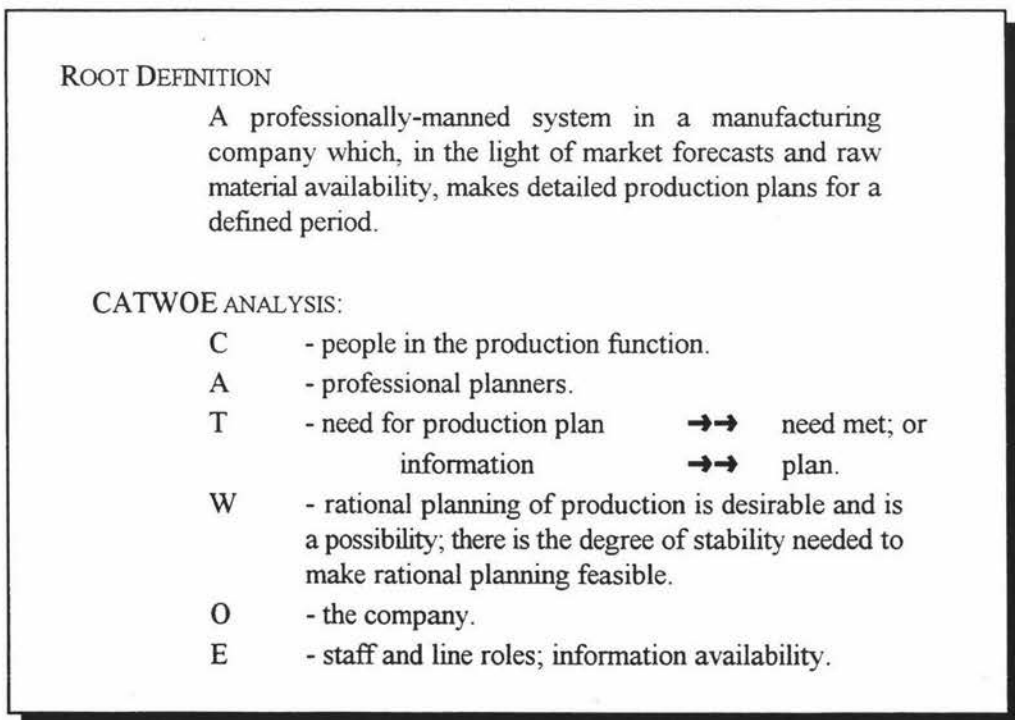 ROOT DEFINITION
A professionally-manned system in a manufacturing
company which, in the light of market forecasts and raw
material availability, makes detailed production plans for a
defined period.
CATWOE ANALYSIS:
C - people in the production function.
A - professional planners.
T - need for production plan →→ need met; or
information →→ plan.
W - rational planning of production is desirable and is
a possibility; there is the degree of stability needed to
make rational planning feasible.
O - the company.
E - staff and line roles; information availability.